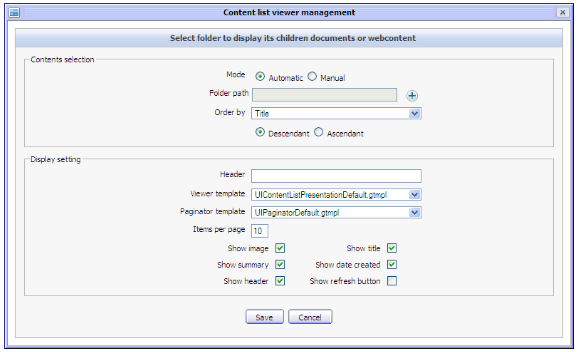 Content list viewer management
Select folder to display its children documents or webcontent
Contents selection
Mode Automatic Manual
Folder path
Order by Title
Descendant Ascendant
Display setting
Header
Viewer template UIContentListPresentationDefault.gtmpl
Paginator template UIPaginatorDefault.gtmpl
Items per page 10
Show image Show title
Show summary Show date created
Show header Show refresh button
Save Cancel